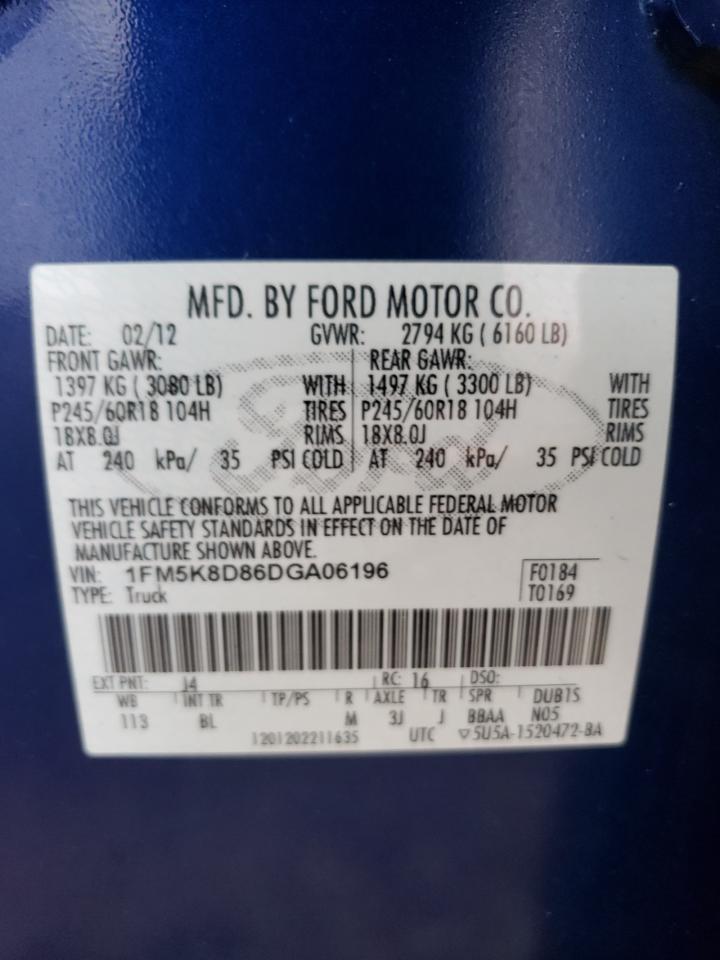 MFD. BY FORD MOTOR CO.
DATE: 02/12 GVWR: 2794 KG ( 6160 LB)
FRONT GAWR: REAR GAWR:
1397 KG ( 3080 LB) WITH 1497 KG ( 3300 LB) WITH
P245/60R18 104H TIRES P245/60R18 104H TIRES
18X8.0J RIMS 18X8.0J RIMS
AT 240 kPa/ 35 PSI COLD AT 240 kPa/ 35 PSI COLD
Ford
THIS VEHICLE CONFORMS TO ALL APPLICABLE FEDERAL MOTOR
VEHICLE SAFETY STANDARDS IN EFFECT ON THE DATE OF
MANUFACTURE SHOWN ABOVE.
VIN: 1FM5K8D86DGA06196 F0184
TYPE: Truck T0169
EXT PNT: J4 RC: 16 DSO:
WB INT TR TP/PS R AXLE TR SPR DUB1S
113 BL M 3J J BBAA N05
1201202211635 UTC ▽5U5A-1520472-BA